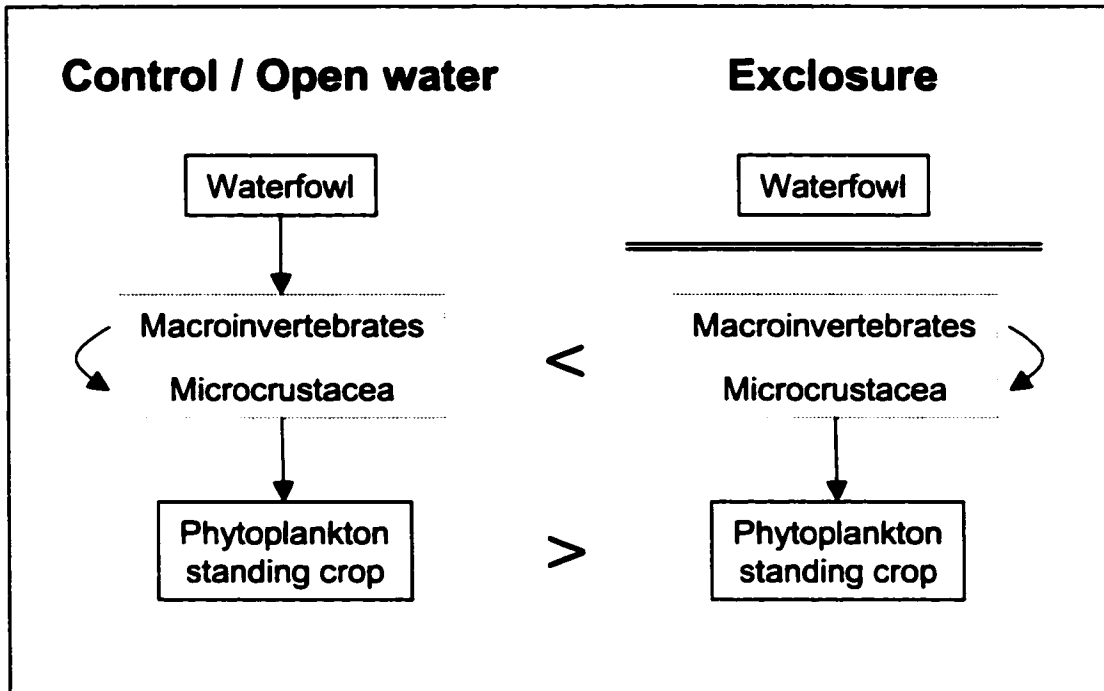 Control / Open water
Exclosure
Waterfowl
Waterfowl
Macroinvertebrates
Macroinvertebrates
<
Microcrustacea
Microcrustacea
Phytoplankton
standing crop
>
Phytoplankton
standing crop